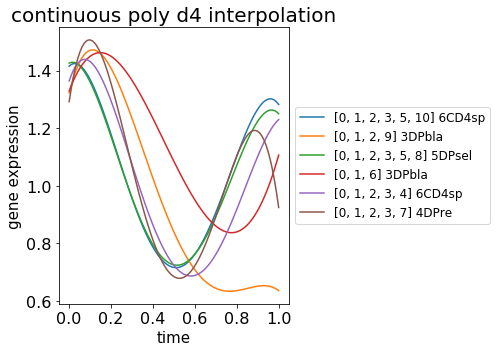 continuous poly d4 interpolation
gene expression
1.4
1.2
1.0
0.8
0.6
0.0 0.2 0.4 0.6 0.8 1.0
time
[0, 1, 2, 3, 5, 10] 6CD4sp
[0, 1, 2, 9] 3DPbla
[0, 1, 2, 3, 5, 8] 5DPsel
[0, 1, 6] 3DPbla
[0, 1, 2, 3, 4] 6CD4sp
[0, 1, 2, 3, 7] 4DPre